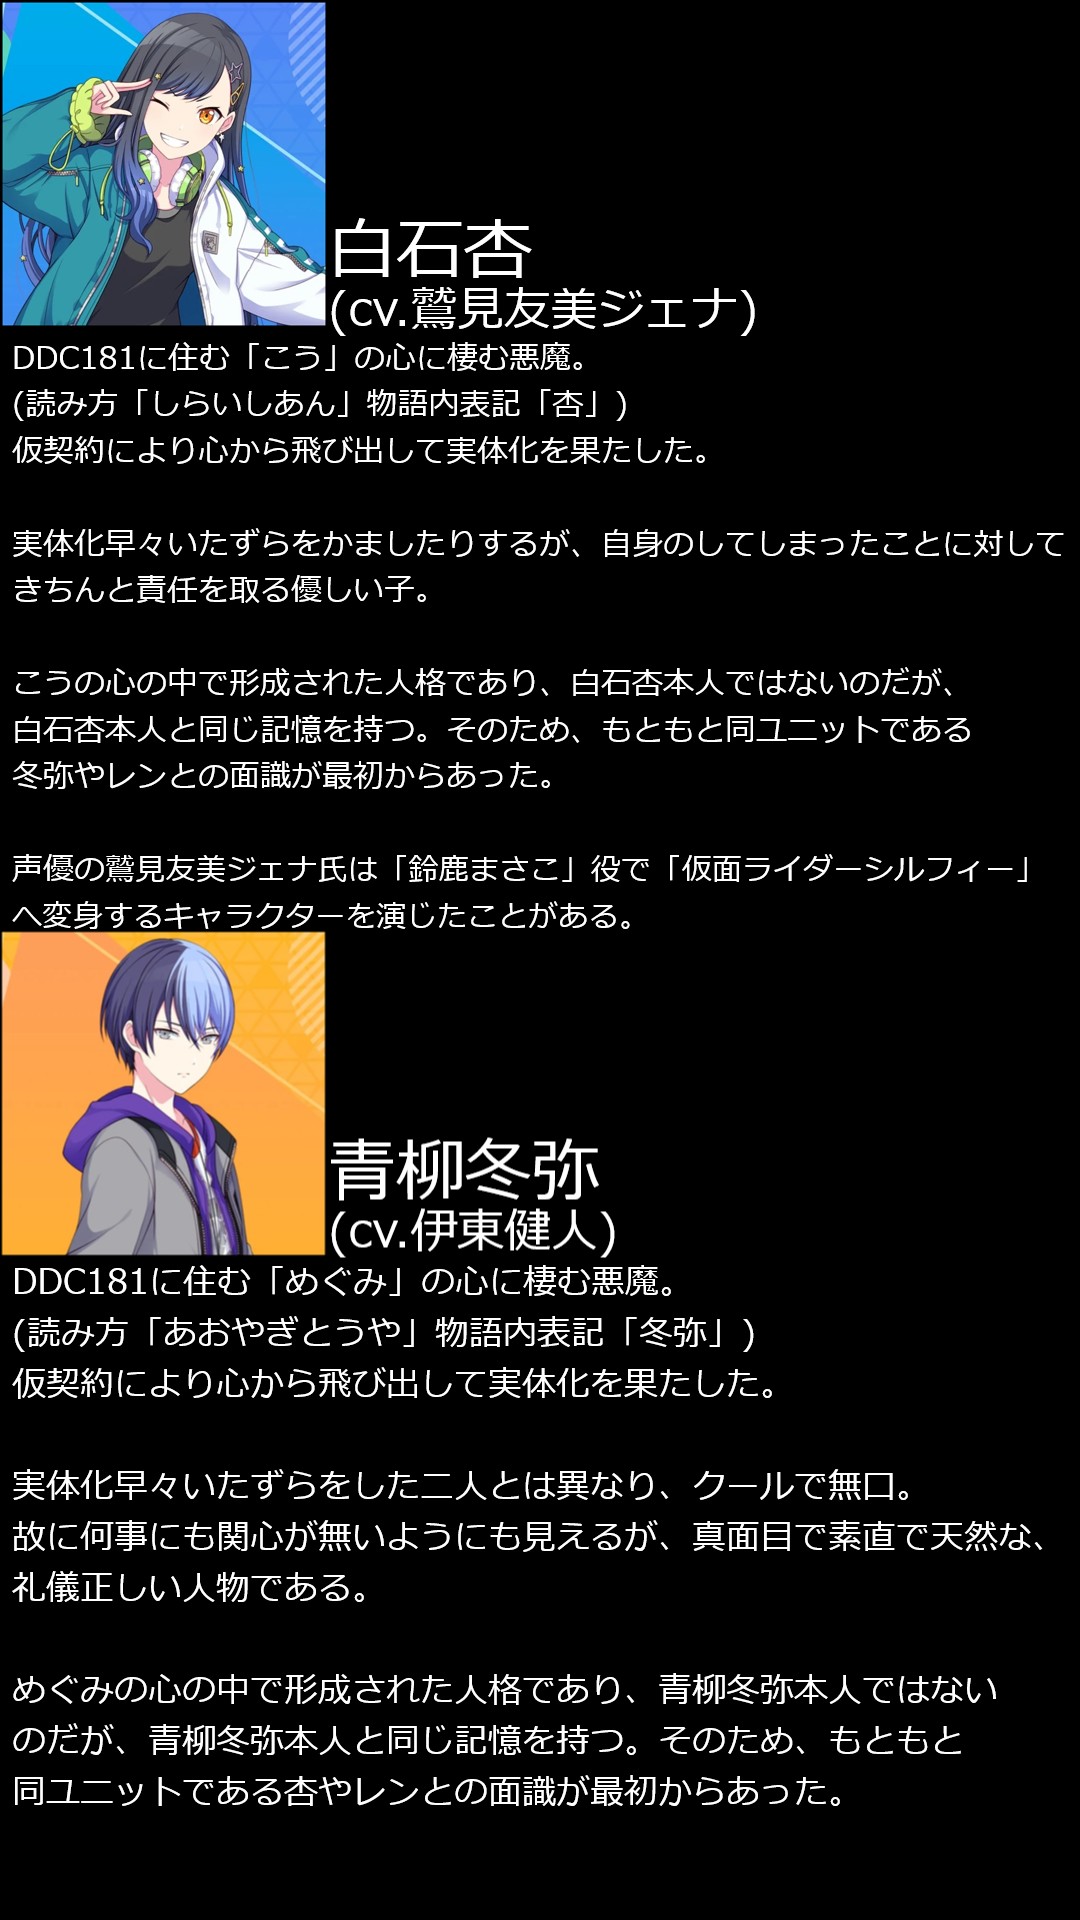 白石杏
(cv.鷲見友美ジェナ)
DDC181に住む「こう」の心に棲む悪魔。
(読み方「しらいしあん」物語内表記「杏」)
仮契約により心から飛び出して実体化を果たした。
実体化早々いたずらをかましたりするが、自身のしてしまったことに対して
きちんと責任を取る優しい子。
こうの心の中で形成された人格であり、白石杏本人ではないのだが、
白石杏本人と同じ記憶を持つ。そのため、もともと同ユニットである
冬弥やレンとの面識が最初からあった。
声優の鷲見友美ジェナ氏は「鈴鹿まさこ」役で「仮面ライダーシルフィー」
へ変身するキャラクターを演じたことがある。
青柳冬弥
(cv.伊東健人)
DDC181に住む「めぐみ」の心に棲む悪魔。
(読み方「あおやぎとうや」物語内表記「冬弥」)
仮契約により心から飛び出して実体化を果たした。
実体化早々いたずらをした二人とは異なり、クールで無口。
故に何事にも関心が無いようにも見えるが、真面目で素直で天然な、
礼儀正しい人物である。
めぐみの心の中で形成された人格であり、青柳冬弥本人ではない
のだが、青柳冬弥本人と同じ記憶を持つ。そのため、もともと
同ユニットである杏やレンとの面識が最初からあった。